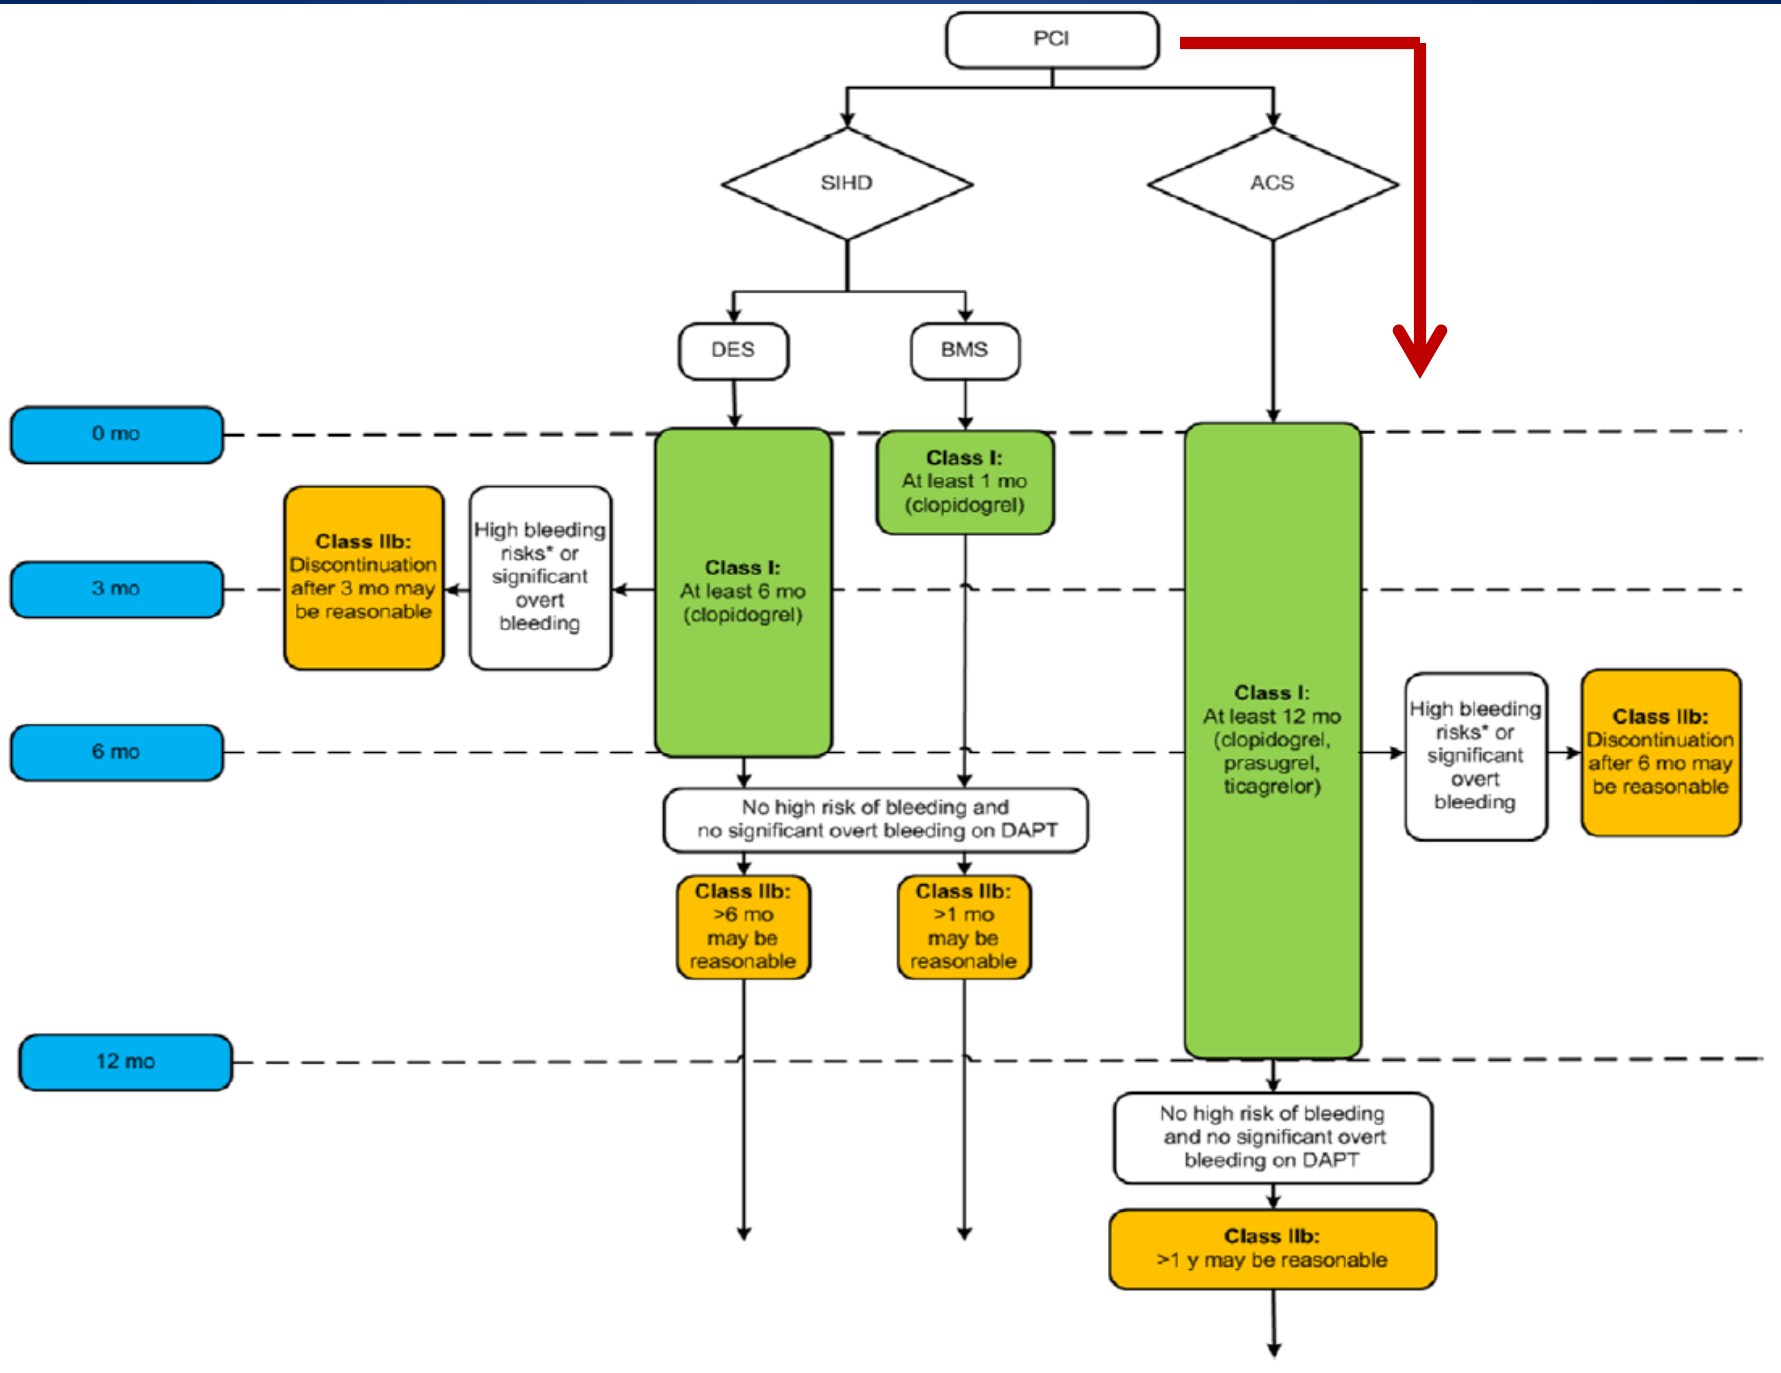 PCI
SIHD
ACS
DES
BMS
0 mo
Class I:
At least 1 mo
(clopidogrel)
3 mo
Class IIb:
Discontinuation
after 3 mo may
be reasonable
High bleeding
risks* or
significant
overt
bleeding
Class I:
At least 6 mo
(clopidogrel)
6 mo
Class I:
At least 12 mo
(clopidogrel,
prasugrel,
ticagrelor)
High bleeding
risks* or
significant
overt
bleeding
Class IIb:
Discontinuation
after 6 mo may
be reasonable
No high risk of bleeding and
no significant overt bleeding on DAPT
Class IIb:
>6 mo
may be
reasonable
Class IIb:
>1 mo
may be
reasonable
12 mo
No high risk of bleeding
and no significant overt
bleeding on DAPT
Class IIb:
>1 y may be reasonable